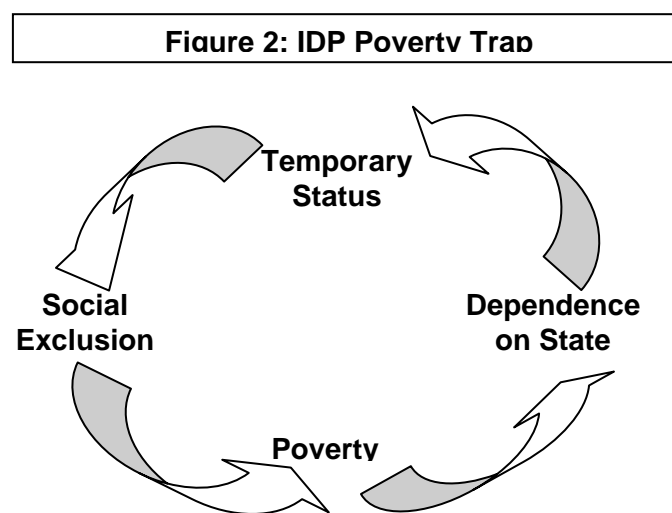 Figure 2: IDP Poverty Trap
Temporary
Status
Social
Exclusion
Dependence
on State
Poverty